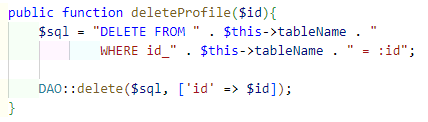 public function deleteProfile($id){
$sql = "DELETE FROM " . $this->tableName . "
WHERE id_" . $this->tableName . " = :id";
DAO::delete($sql, ['id' => $id]);
}